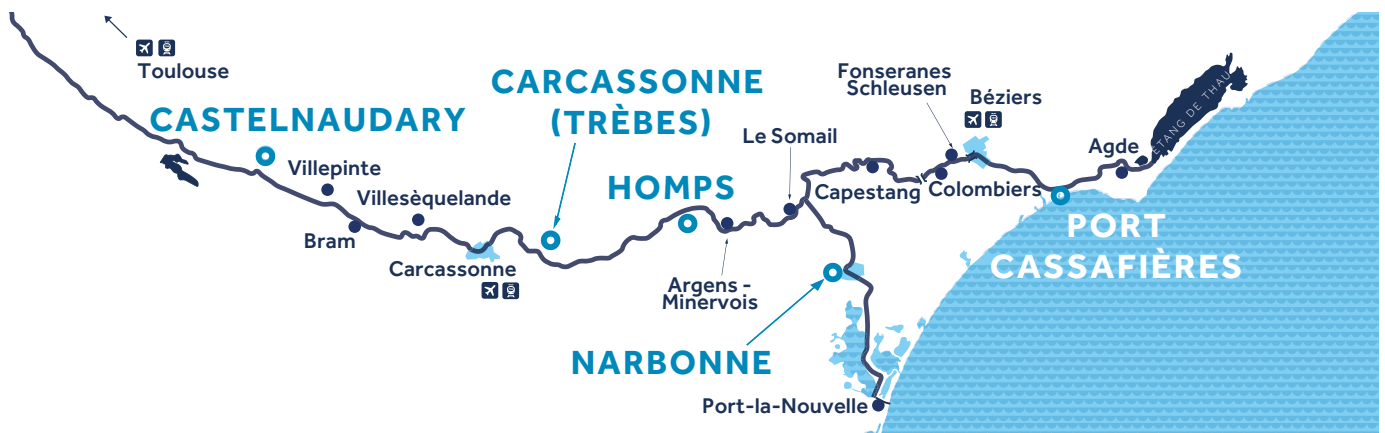 Toulouse
CASTELNAUDARY
Villepinte
Villesèquelande
Bram
Carcassonne
CARCASSONNE
(TRÈBES)
HOMPS
Argens -
Minervois
Le Somail
NARBONNE
Port-la-Nouvelle
Capestang
Colombiers
Fonseranes
Schleusen
Béziers
PORT
CASSAFIÈRES
Agde
ETANG DE THAU